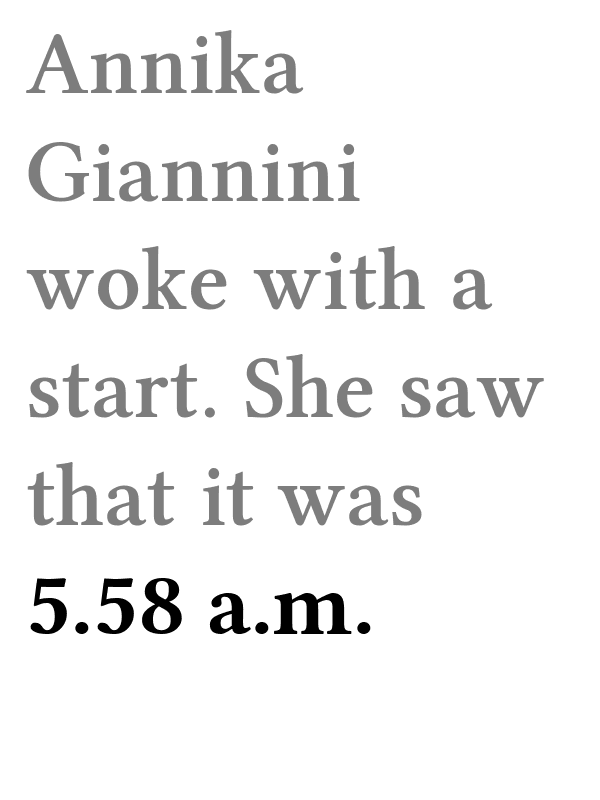 Annika
Giannini
woke with a
start. She saw
that it was
5.58 a.m.